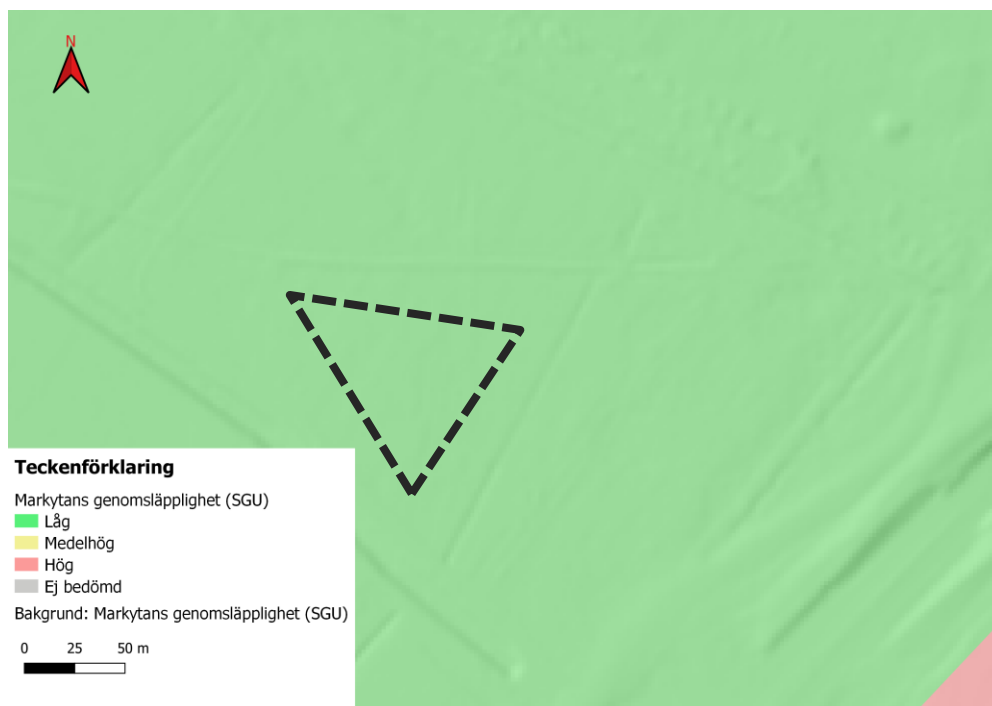 N
Teckenförklaring
Markytans genomsläpplighet (SGU)
Låg
Medelhög
Hög
Ej bedömd
Bakgrund: Markytans genomsläpplighet (SGU)
0 25 50 m